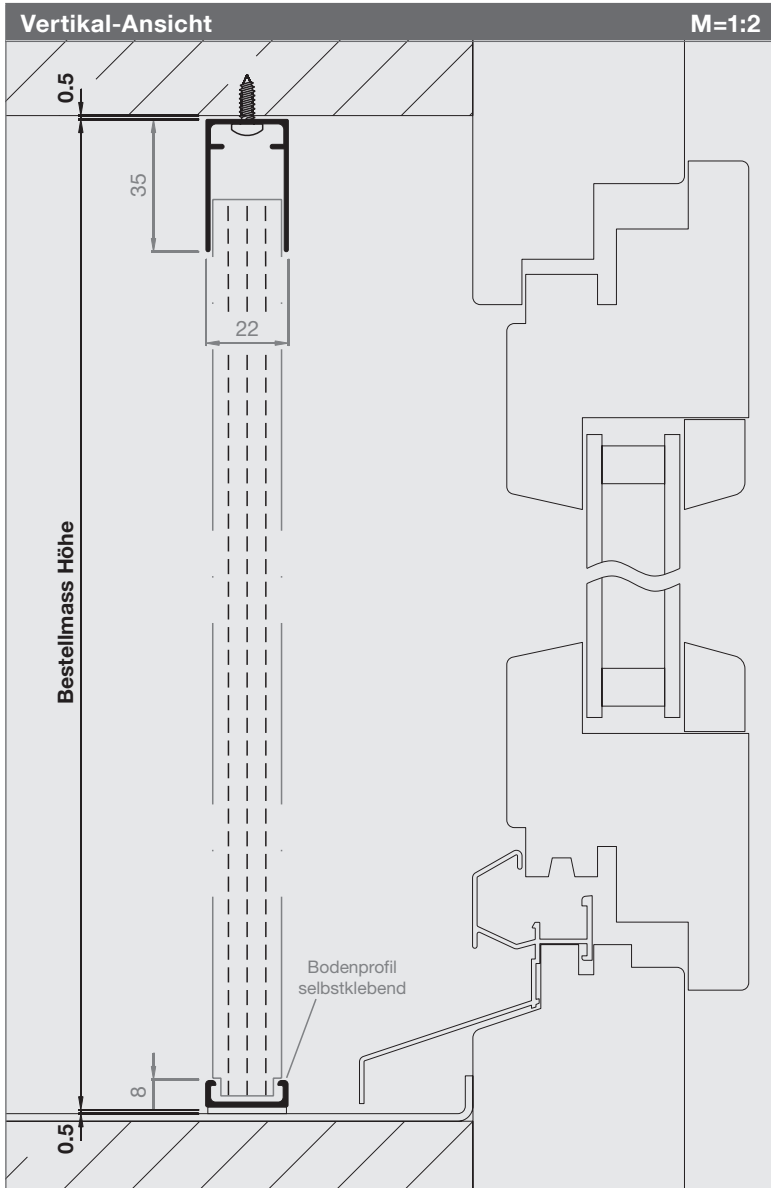 Vertikal-Ansicht M=1:2
0.5
35
22
Bestellmass Höhe
Bodenprofil
selbstklebend
8
0.5